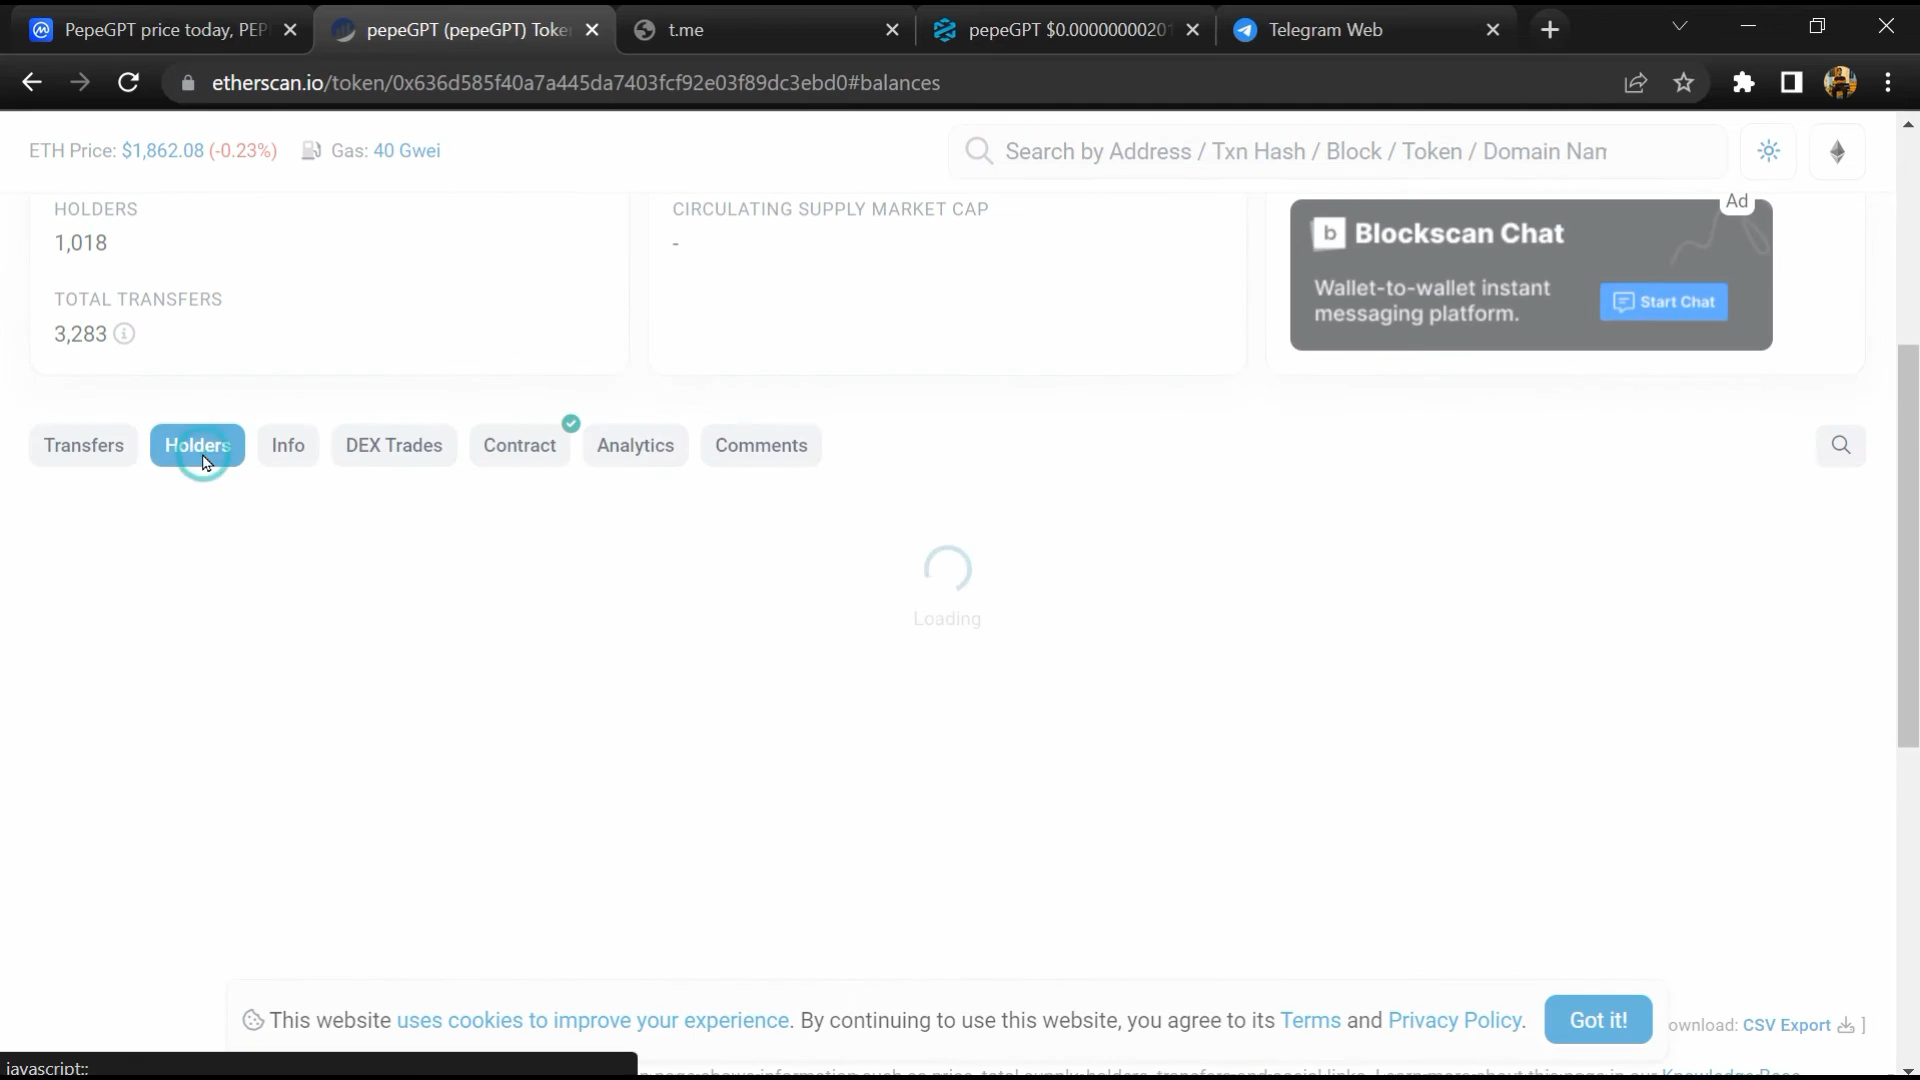 PepeGPT price today, PEP
pepeGPT (pepeGPT) Toke
t.me
pepeGPT $0.0000000020
Telegram Web
etherscan.io/token/0x636d585f40a7a445da7403fcf92e03f89dc3ebd0#balances
ETH Price: $1,862.08 (-0.23%) Gas: 40 Gwei
Search by Address / Txn Hash / Block / Token / Domain Nam
HOLDERS
1,018
TOTAL TRANSFERS
3,283
CIRCULATING SUPPLY MARKET CAP
-
Ad
b Blockscan Chat
Wallet-to-wallet instant
messaging platform.
Start Chat
Transfers Holders Info DEX Trades Contract Analytics Comments
Loading
This website uses cookies to improve your experience. By continuing to use this website, you agree to its Terms and Privacy Policy. Got it!
ownload: CSV Export ]
javascript:;